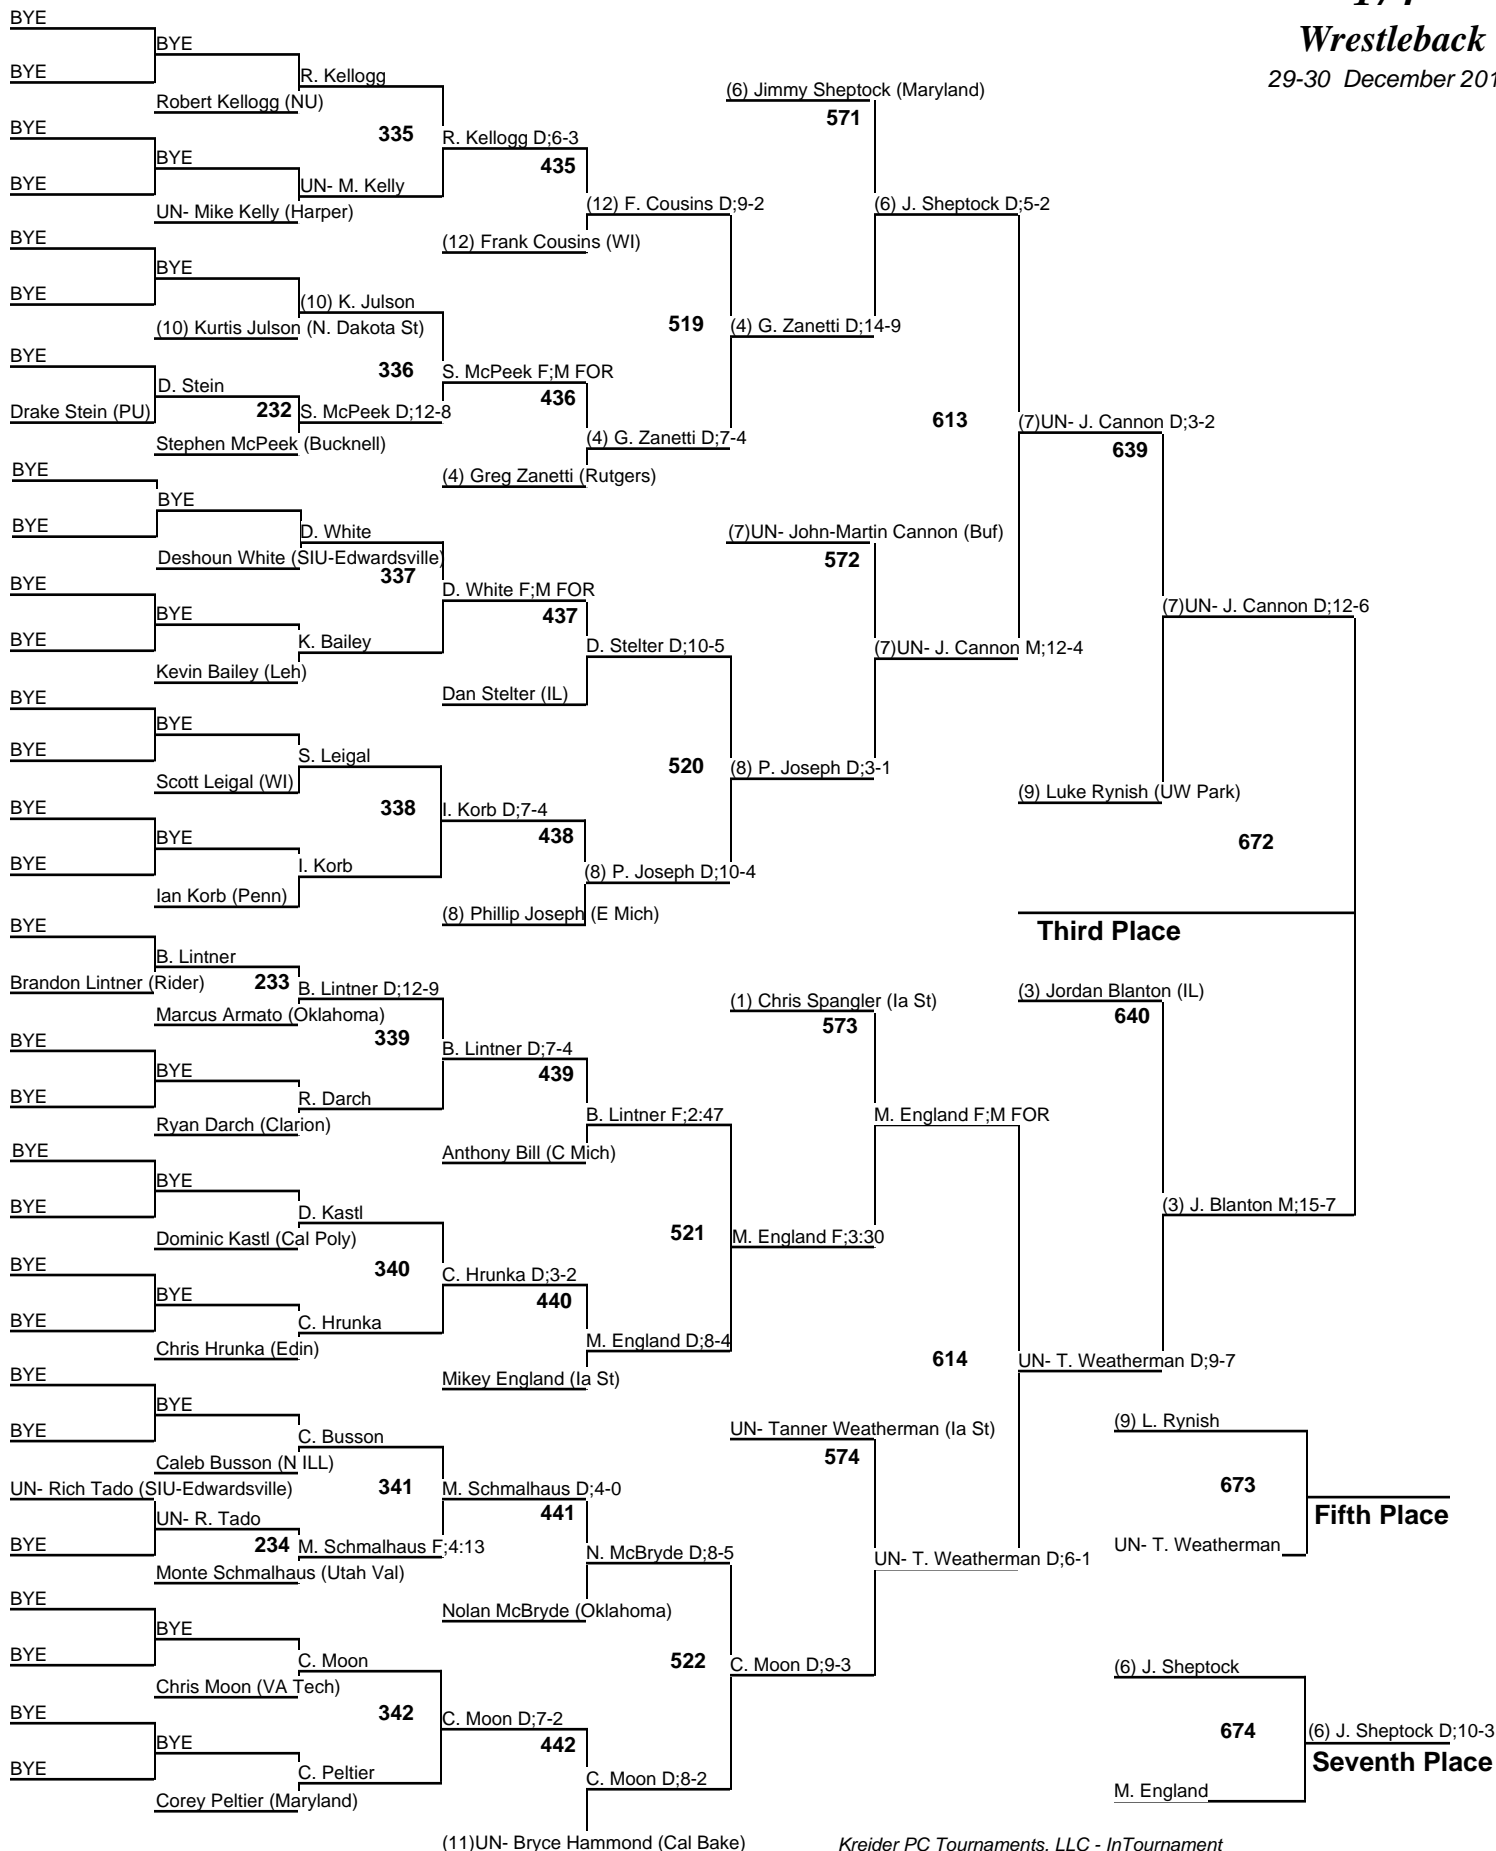 BYE
BYE
BYE
R. Kellogg
Robert Kellogg (NU)
335
BYE
BYE
BYE
UN- M. Kelly
UN- Mike Kelly (Harper)
R. Kellogg D;6-3
435
(12) F. Cousins D;9-2
(12) Frank Cousins (WI)
BYE
BYE
BYE
(10) K. Julson
(10) Kurtis Julson (N. Dakota St)
336
BYE
D. Stein
Drake Stein (PU)
232
S. McPeek D;12-8
Stephen McPeek (Bucknell)
S. McPeek F;M FOR
436
(4) G. Zanetti D;7-4
(4) Greg Zanetti (Rutgers)
519
(4) G. Zanetti D;14-9
(6) Jimmy Sheptock (Maryland)
571
(6) J. Sheptock D;5-2
Wrestleback
29-30 December 201
BYE
BYE
BYE
D. White
Deshoun White (SIU-Edwardsville)
337
BYE
BYE
BYE
K. Bailey
Kevin Bailey (Leh)
D. White F;M FOR
437
D. Stelter D;10-5
Dan Stelter (IL)
BYE
BYE
BYE
S. Leigal
Scott Leigal (WI)
338
BYE
BYE
BYE
I. Korb
Ian Korb (Penn)
I. Korb D;7-4
438
(8) P. Joseph D;10-4
(8) Phillip Joseph (E Mich)
520
(8) P. Joseph D;3-1
(7)UN- John-Martin Cannon (Buf)
572
(7)UN- J. Cannon M;12-4
613
(7)UN- J. Cannon D;3-2
639
(7)UN- J. Cannon D;12-6
(9) Luke Rynish (UW Park)
672
Third Place
BYE
B. Lintner
Brandon Lintner (Rider)
233
B. Lintner D;12-9
Marcus Armato (Oklahoma)
339
BYE
BYE
BYE
R. Darch
Ryan Darch (Clarion)
B. Lintner D;7-4
439
B. Lintner F;2:47
Anthony Bill (C Mich)
BYE
BYE
BYE
D. Kastl
Dominic Kastl (Cal Poly)
340
BYE
BYE
BYE
C. Hrunka
Chris Hrunka (Edin)
C. Hrunka D;3-2
440
M. England D;8-4
Mikey England (Ia St)
521
M. England F;3:30
(1) Chris Spangler (Ia St)
573
M. England F;M FOR
(3) Jordan Blanton (IL)
640
(3) J. Blanton M;15-7
BYE
BYE
BYE
C. Busson
Caleb Busson (N ILL)
341
UN- Rich Tado (SIU-Edwardsville)
UN- R. Tado
BYE
234
M. Schmalhaus F;4:13
Monte Schmalhaus (Utah Val)
M. Schmalhaus D;4-0
441
N. McBryde D;8-5
Nolan McBryde (Oklahoma)
BYE
BYE
BYE
C. Moon
Chris Moon (VA Tech)
342
BYE
BYE
BYE
C. Peltier
Corey Peltier (Maryland)
C. Moon D;7-2
442
C. Moon D;8-2
(11)UN- Bryce Hammond (Cal Bake)
522
C. Moon D;9-3
UN- Tanner Weatherman (Ia St)
574
UN- T. Weatherman D;6-1
614
UN- T. Weatherman D;9-7
(9) L. Rynish
673
UN- T. Weatherman
Fifth Place
(6) J. Sheptock
674
M. England
(6) J. Sheptock D;10-3
Seventh Place
Kreider PC Tournaments, LLC - InTournament